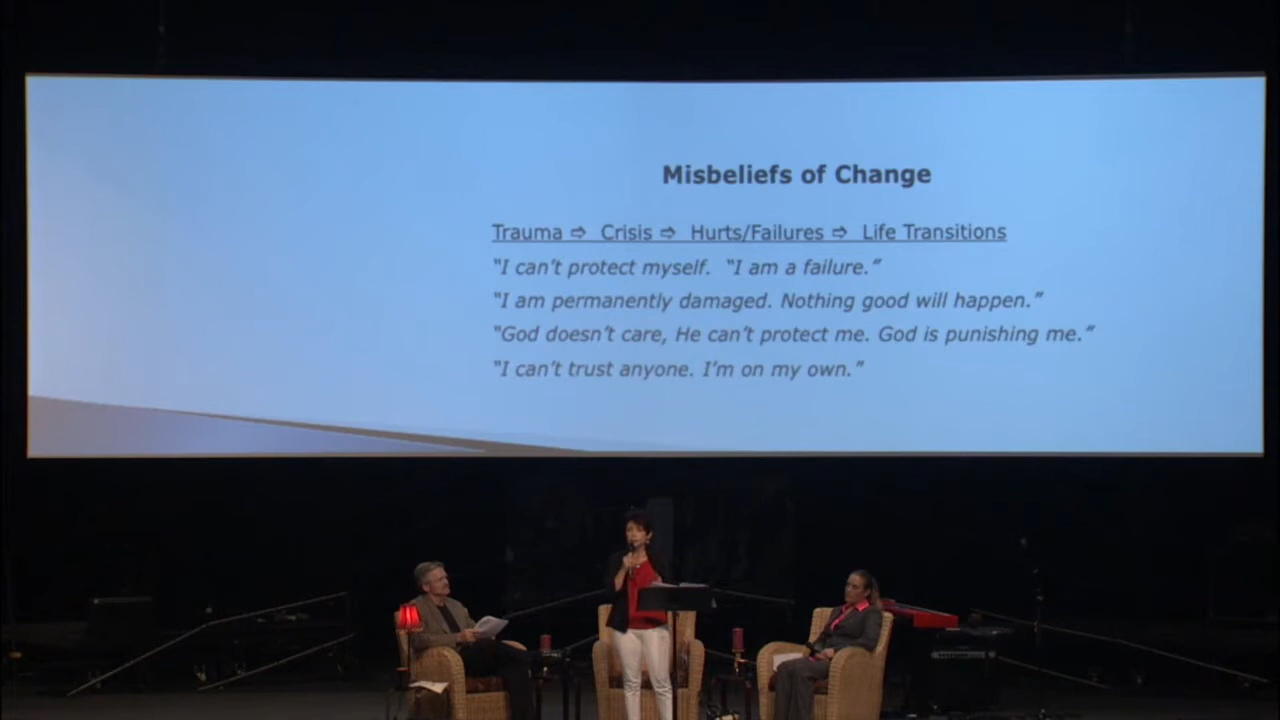 Misbeliefs of Change
Trauma ⇨ Crisis ⇨ Hurts/Failures ⇨ Life Transitions
“I can’t protect myself. “I am a failure.”
“I am permanently damaged. Nothing good will happen.”
“God doesn’t care, He can’t protect me. God is punishing me.”
“I can’t trust anyone. I’m on my own.”